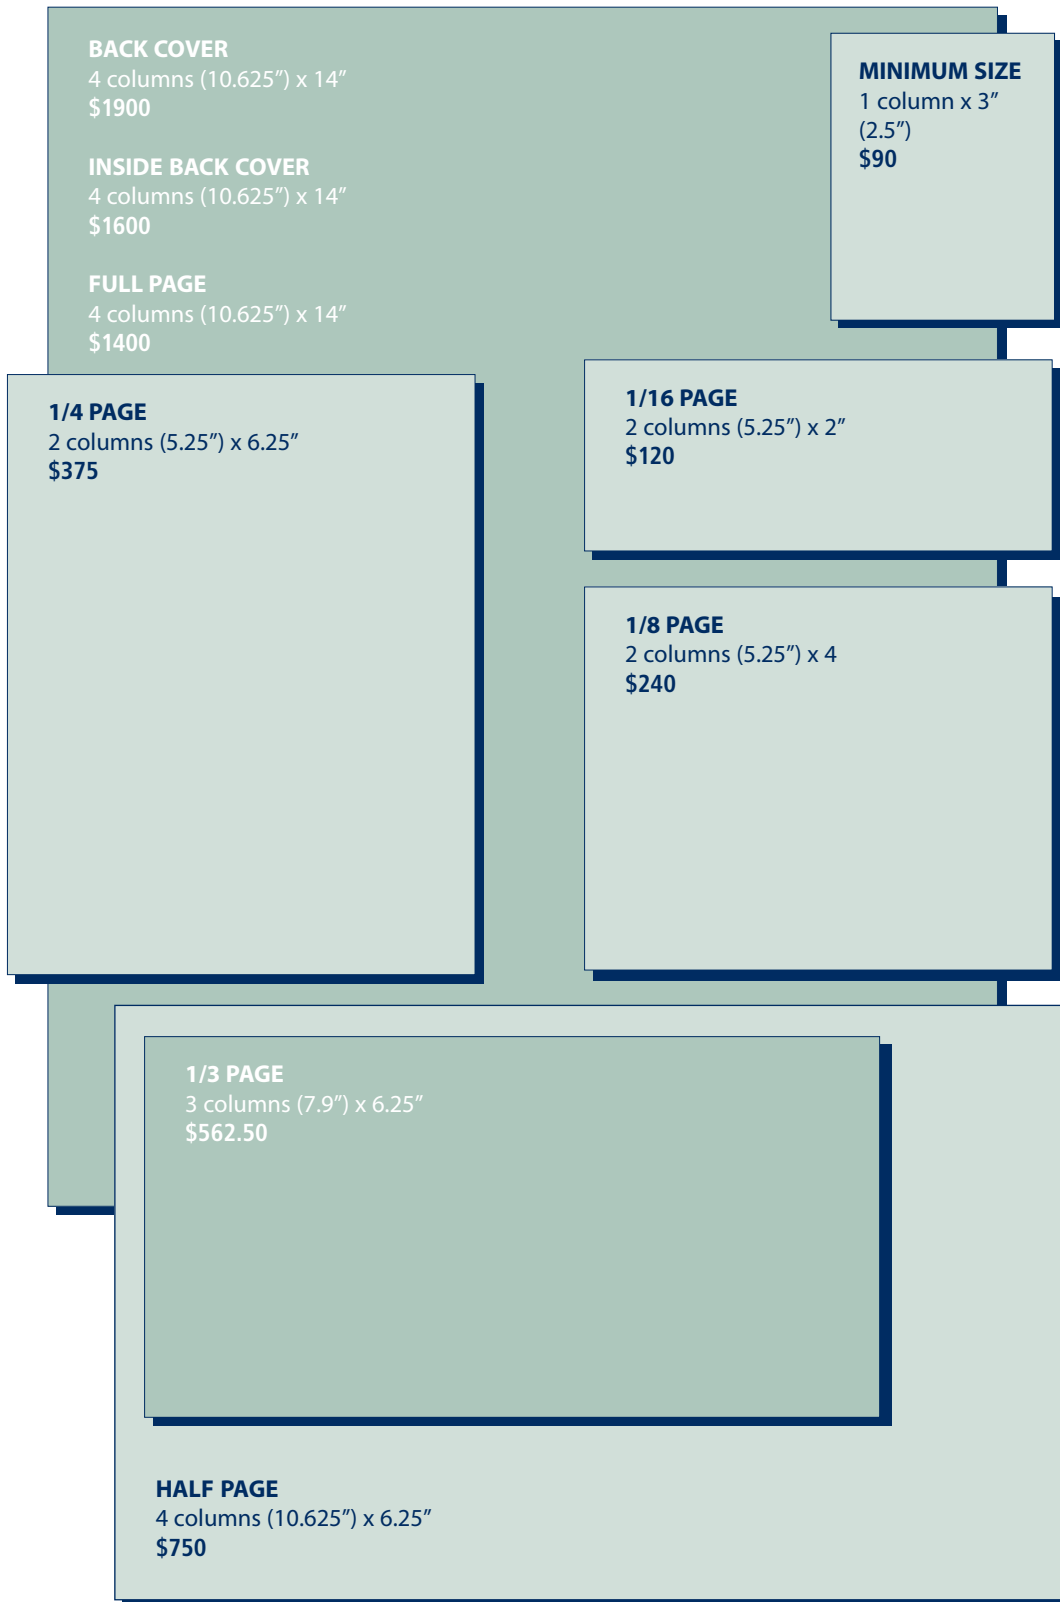 BACK COVER
4 columns (10.625”) x 14”
$1900
INSIDE BACK COVER
4 columns (10.625”) x 14”
$1600
FULL PAGE
4 columns (10.625”) x 14”
$1400
MINIMUM SIZE
1 column x 3”
(2.5”)
$90
1/4 PAGE
2 columns (5.25”) x 6.25”
$375
1/16 PAGE
2 columns (5.25”) x 2”
$120
1/8 PAGE
2 columns (5.25”) x 4
$240
1/3 PAGE
3 columns (7.9”) x 6.25”
$562.50
HALF PAGE
4 columns (10.625”) x 6.25”
$750